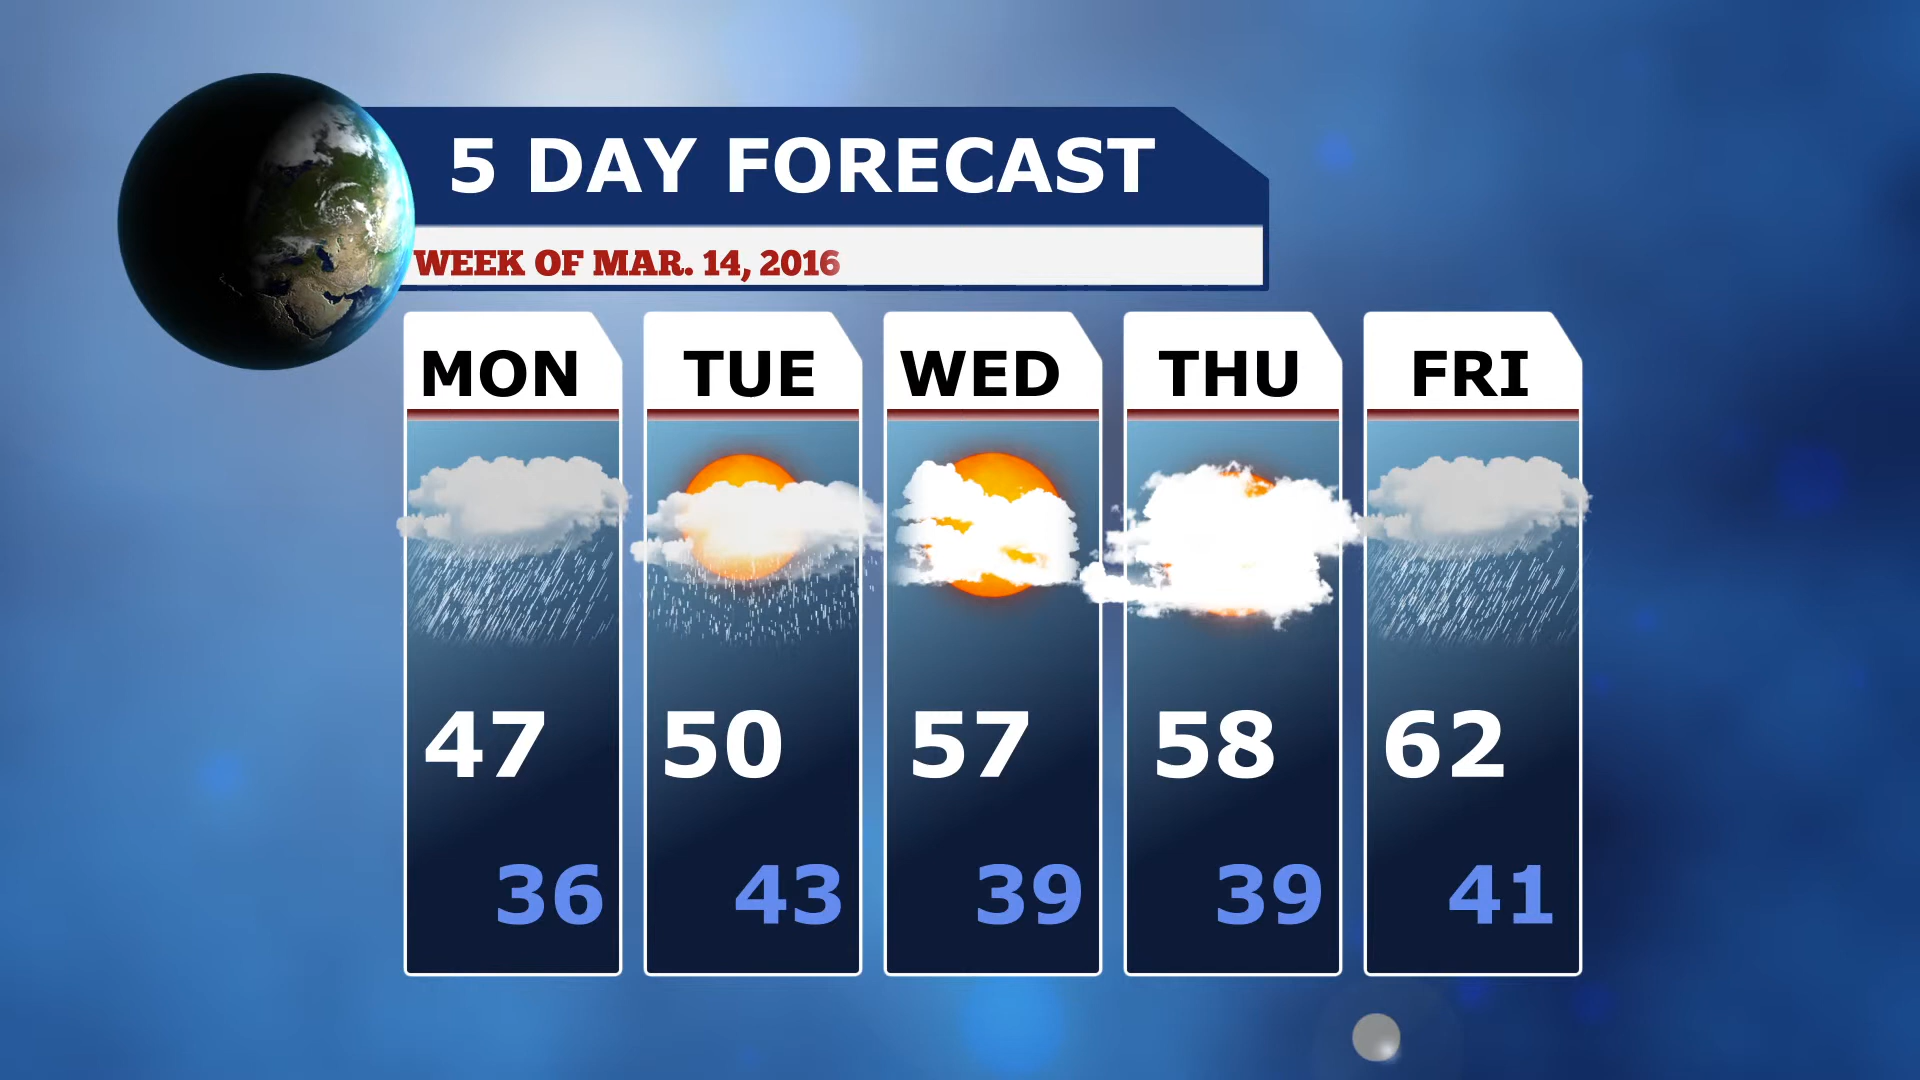 5 DAY FORECAST
WEEK OF MAR. 14, 2016
MON TUE WED THU FRI
47 50 57 58 62
36 43 39 39 41